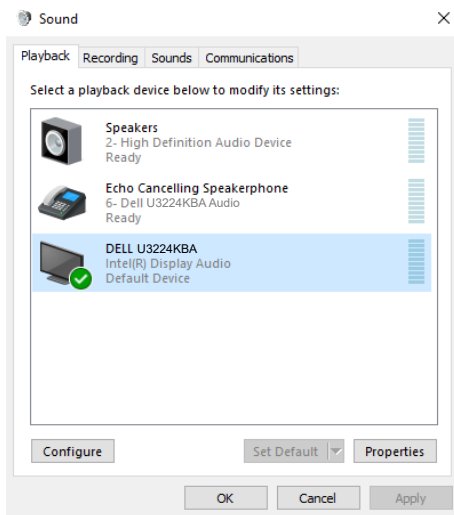 Sound
Playback Recording Sounds Communications
Select a playback device below to modify its settings:
Speakers
2- High Definition Audio Device
Ready
Echo Cancelling Speakerphone
6- Dell U3224KBA Audio
Ready
DELL U3224KBA
Intel(R) Display Audio
Default Device
Configure Set Default Properties
OK Cancel Apply